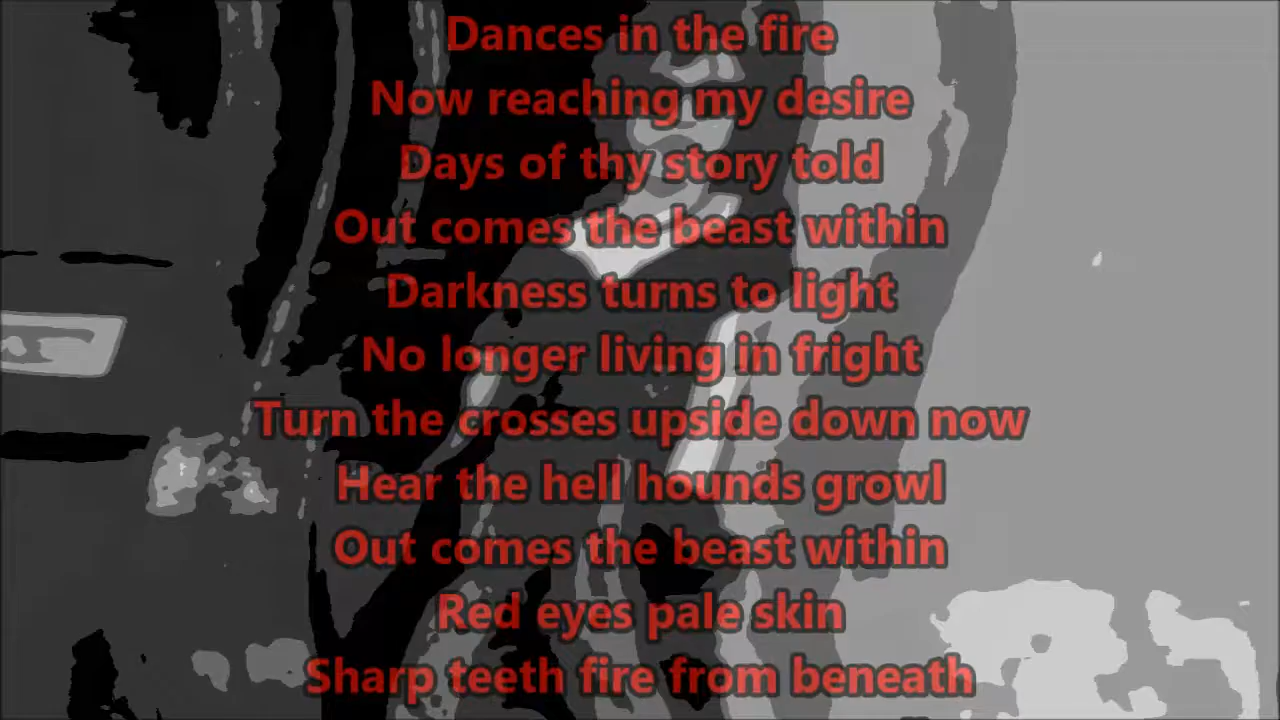 Dances in the fire
Now reaching my desire
Days of thy story told
Out comes the beast within
Darkness turns to light
No longer living in fright
Turn the crosses upside down now
Hear the hell hounds growl
Out comes the beast within
Red eyes pale skin
Sharp teeth fire from beneath